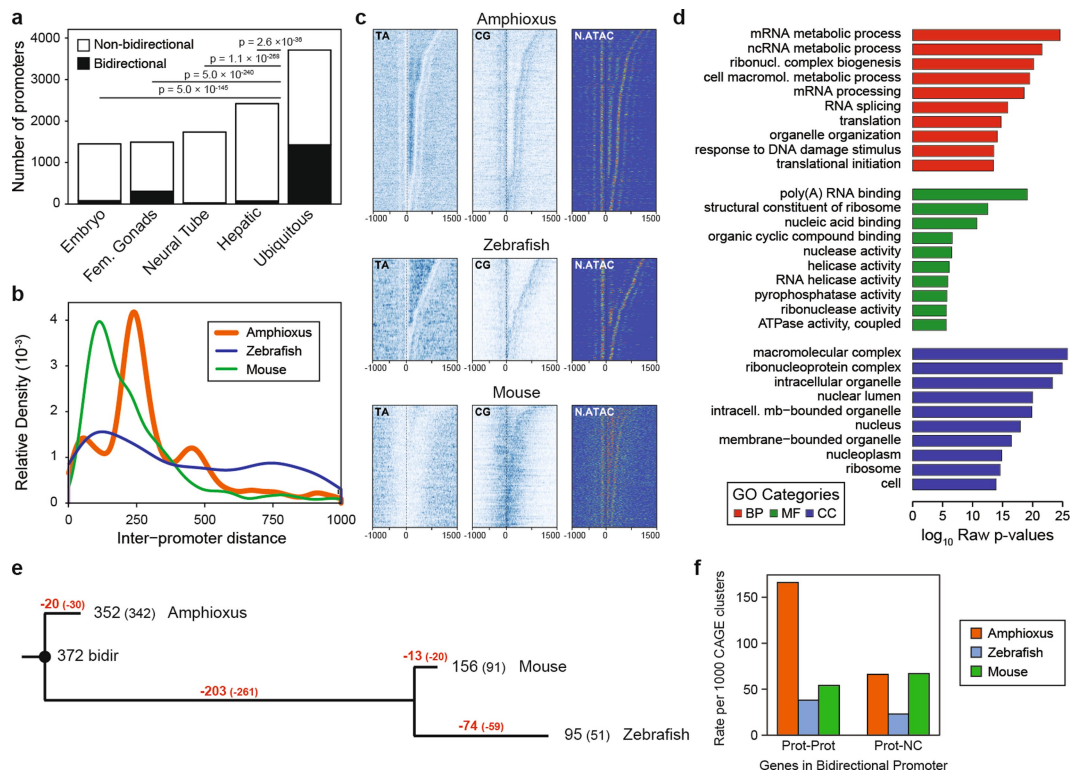 a
Number of promoters
4000
3000
2000
1000
0
Non-bidirectional
Bidirectional
p = 2.6 ×10-36
p = 1.1 ×10-268
p = 5.0 ×10-240
p = 5.0 ×10-145
Embryo
Fem. Gonads
Neural Tube
Hepatic
Ubiquitous
b
Relative Density (10-3)
4
3
2
1
0
Amphioxus
Zebrafish
Mouse
0 250 500 750 1000
Inter-promoter distance
c
Amphioxus
TA CG N.ATAC
-1000 0 1500 -1000 0 1500 -1000 0 1500
Zebrafish
TA CG N.ATAC
-1000 0 1500 -1000 0 1500 -1000 0 1500
Mouse
TA CG N.ATAC
-1000 0 1500 -1000 0 1500 -1000 0 1500
d
mRNA metabolic process
ncRNA metabolic process
ribonucl. complex biogenesis
cell macromol. metabolic process
mRNA processing
RNA splicing
translation
organelle organization
response to DNA damage stimulus
translational initiation
poly(A) RNA binding
structural constituent of ribosome
nucleic acid binding
organic cyclic compound binding
nuclease activity
helicase activity
RNA helicase activity
pyrophosphatase activity
ribonuclease activity
ATPase activity, coupled
macromolecular complex
ribonucleoprotein complex
intracellular organelle
nuclear lumen
intracell. mb-bounded organelle
nucleus
membrane-bounded organelle
nucleoplasm
ribosome
cell
GO Categories
BP MF CC
0 5 10 15 20 25
log10 Raw p-values
e
-20 (-30)
352 (342) Amphioxus
372 bidir
-203 (-261)
-13 (-20)
156 (91) Mouse
-74 (-59)
95 (51) Zebrafish
f
Rate per 1000 CAGE clusters
150
100
50
0
Prot-Prot Prot-NC
Genes in Bidirectional Promoter
Amphioxus
Zebrafish
Mouse